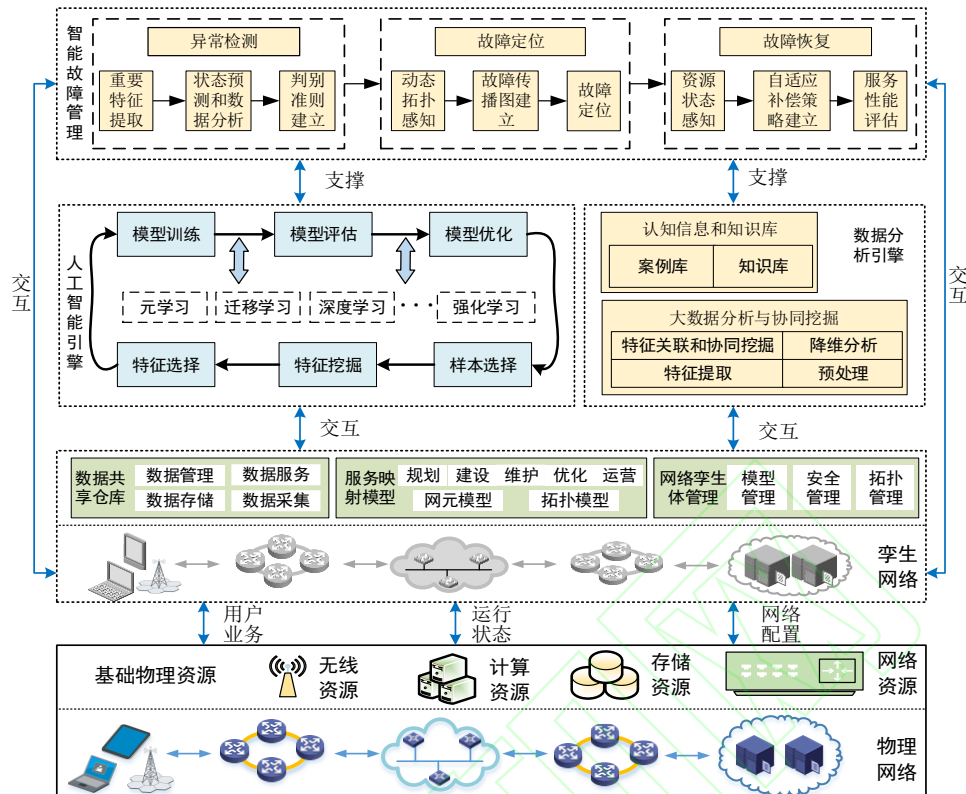 智能故障管理
异常检测
重要
特征
提取
状态预
测和数
据分析
判别
准则
建立
故障定位
动态
拓扑
感知
故障传
播图建
立
故障
定位
故障恢复
资源
状态
感知
自适应
补偿策
略建立
服务
性能
评估
支撑
支撑
交互
交互
人工智能引擎
模型训练
模型评估
模型优化
元学习
迁移学习
深度学习
···
强化学习
特征选择
特征挖掘
样本选择
数据分
析引擎
认知信息和知识库
案例库
知识库
大数据分析与协同挖掘
特征关联和协同挖掘
降维分析
特征提取
预处理
交互
交互
数据共
享仓库
数据管理
数据服务
数据存储
数据采集
服务映
射模型
规划
建设
维护
优化
运营
网元模型
拓扑模型
网络孪生
体管理
模型
管理
安全
管理
拓扑
管理
孪生
网络
用户
业务
运行
状态
网络
配置
基础物理资源
无线
资源
计算
资源
存储
资源
网络
资源
物理
网络